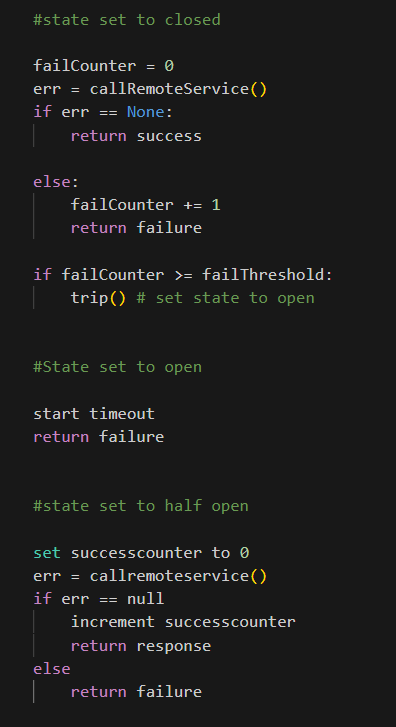 #state set to closed
failCounter = 0
err = callRemoteService()
if err == None:
return success
else:
failCounter += 1
return failure
if failCounter >= failThreshold:
trip() # set state to open
#State set to open
start timeout
return failure
#state set to half open
set successcounter to 0
err = callremoteservice()
if err == null
increment successcounter
return response
else
return failure